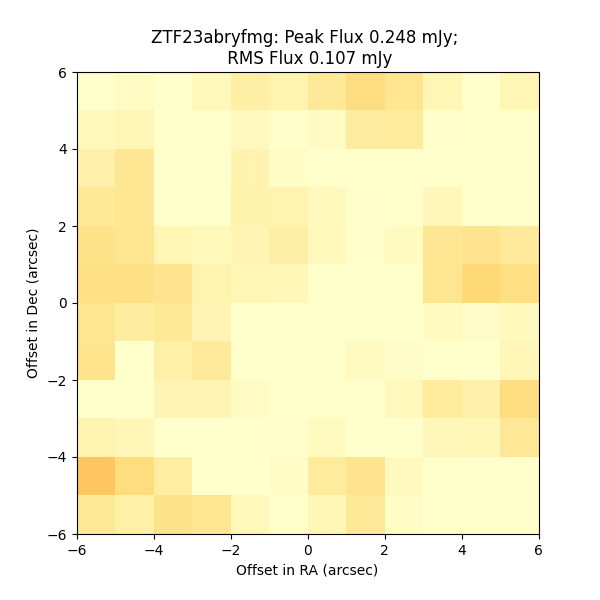 ZTF23abryfmg: Peak Flux 0.248 mJy;
RMS Flux 0.107 mJy
6
4
2
0
−2
−4
−6
Offset in Dec (arcsec)
−6 −4 −2 0 2 4 6
Offset in RA (arcsec)